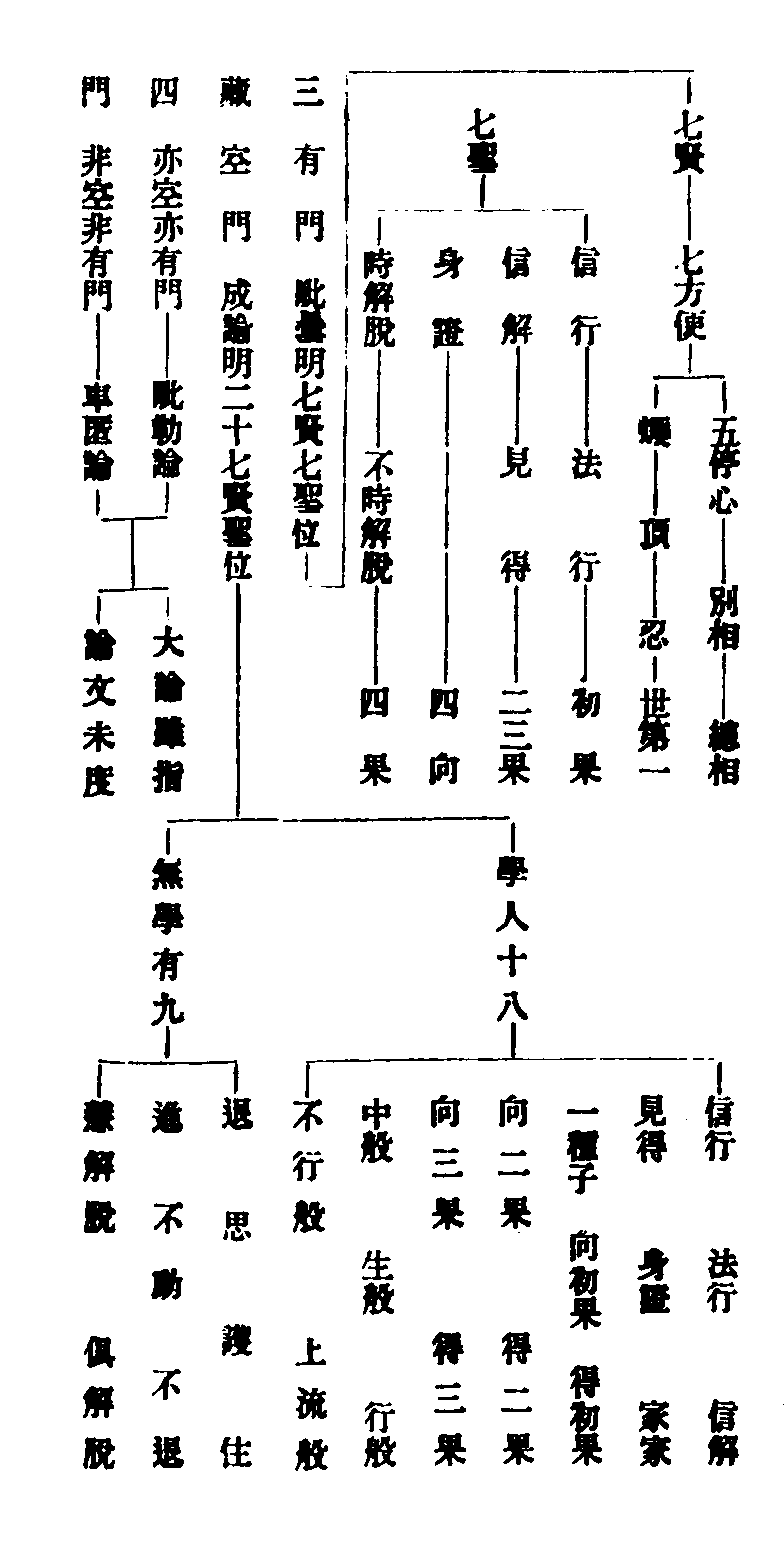 七賢 七方便
五停心 別相 總相
煗 頂 忍 世第一
七聖
信行 法行 初果
信解 見得 二三果
身證 四向
時解脫 不時解脫 四果
三 有門 毗曇明七賢七聖位
藏 空門 成論明二十七賢聖位
四 亦空亦有門 毗勒論
門 非空非有門 車匿論
大論雖指
論文未度
學人十八
信行 法行 信解
見得 身證 家家
一種子 向初果 得初果
向二果 得二果
向三果 得三果
中般 生般 行般
不行般 上流般
無學有九
退 思 護 住
進 不動 不退
慧解脫 俱解脫